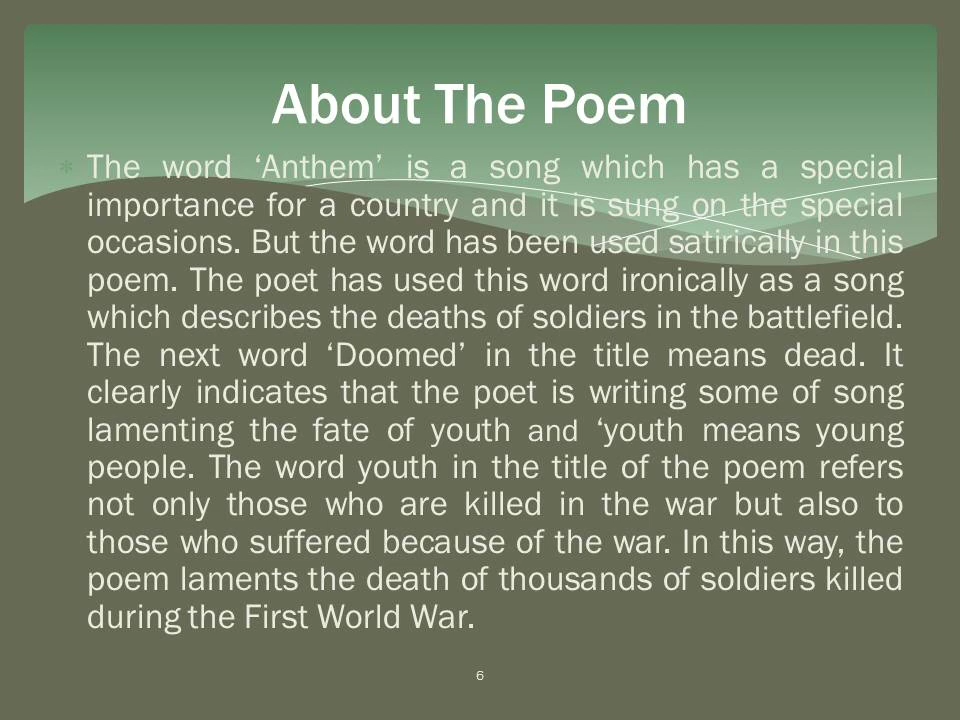 About The Poem
The word ‘Anthem’ is a song which has a special
importance for a country and it is sung on the special
occasions. But the word has been used satirically in this
poem. The poet has used this word ironically as a song
which describes the deaths of soldiers in the battlefield.
The next word ‘Doomed’ in the title means dead. It
clearly indicates that the poet is writing some of song
lamenting the fate of youth and ‘youth means young
people. The word youth in the title of the poem refers
not only those who are killed in the war but also to
those who suffered because of the war. In this way, the
poem laments the death of thousands of soldiers killed
during the First World War.
6